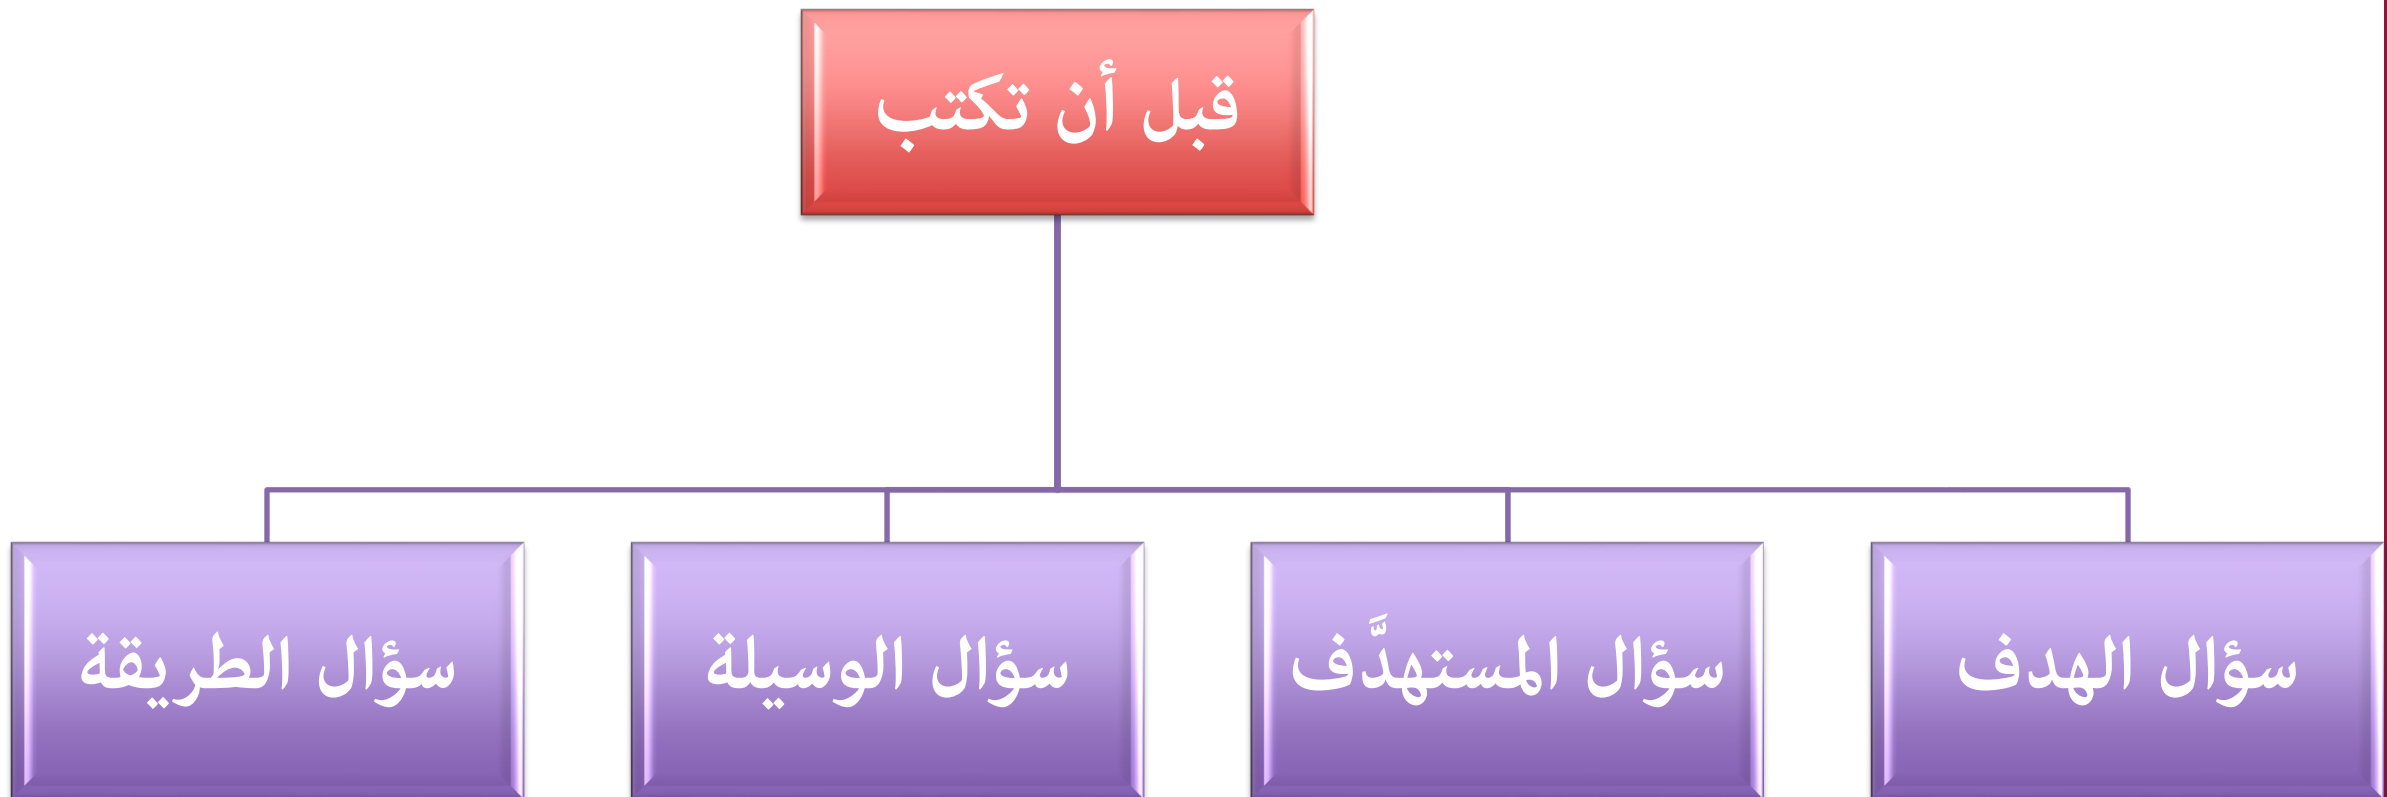 قبل أن تكتب
سؤال الهدف
سؤال المستهدَّف
سؤال الوسيلة
سؤال الطريقة